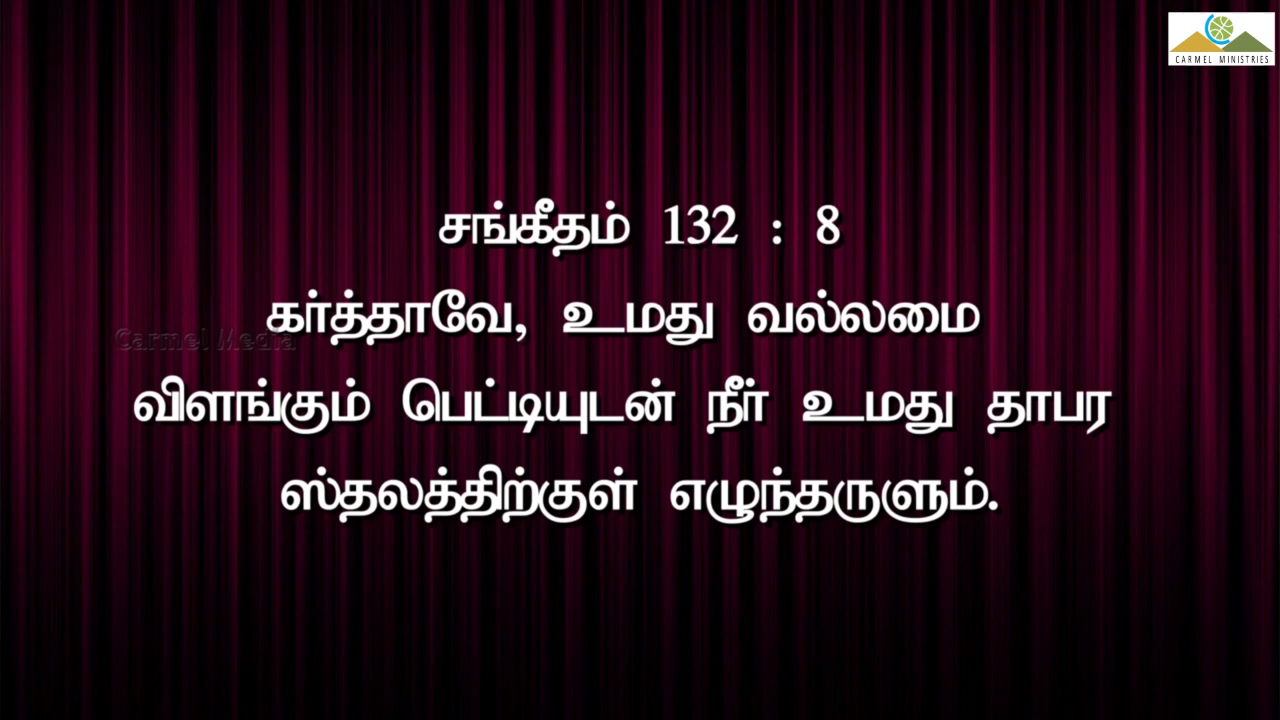 CARMEL MINISTRIES
சங்கீதம் 132 : 8
கர்த்தாவே, உமது வல்லமை
Carmel Media
விளங்கும் பெட்டியுடன் நீர் உமது தாபர
ஸ்தலத்திற்குள் எழுந்தருளும்.